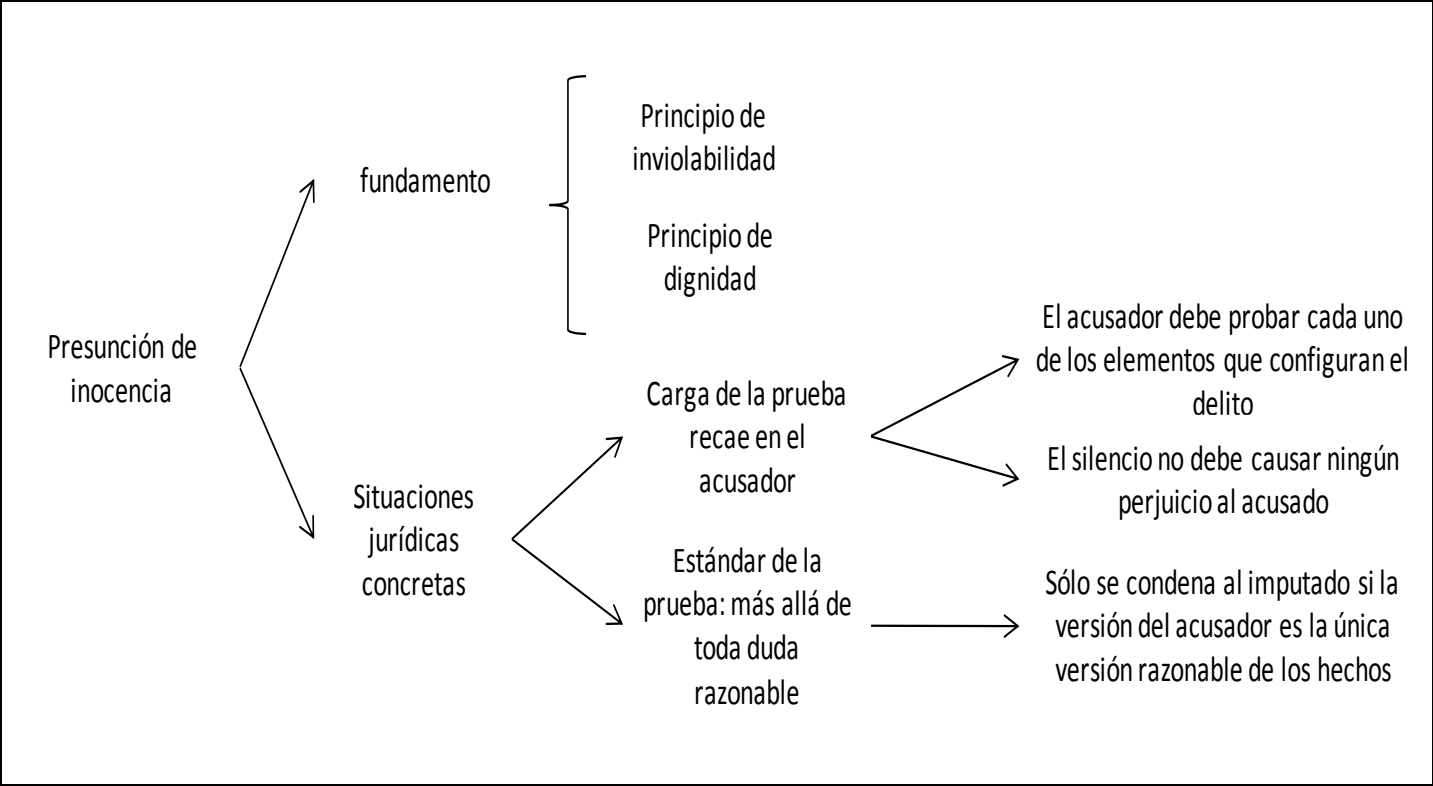 Presunción de
inocencia
fundamento
Principio de
inviolabilidad
Principio de
dignidad
Situaciones
jurídicas
concretas
Carga de la prueba
recae en el
acusador
El acusador debe probar cada uno
de los elementos que configuran el
delito
El silencio no debe causar ningún
perjuicio al acusado
Estándar de la
prueba: más allá de
toda duda
razonable
Sólo se condena al imputado si la
versión del acusador es la única
versión razonable de los hechos